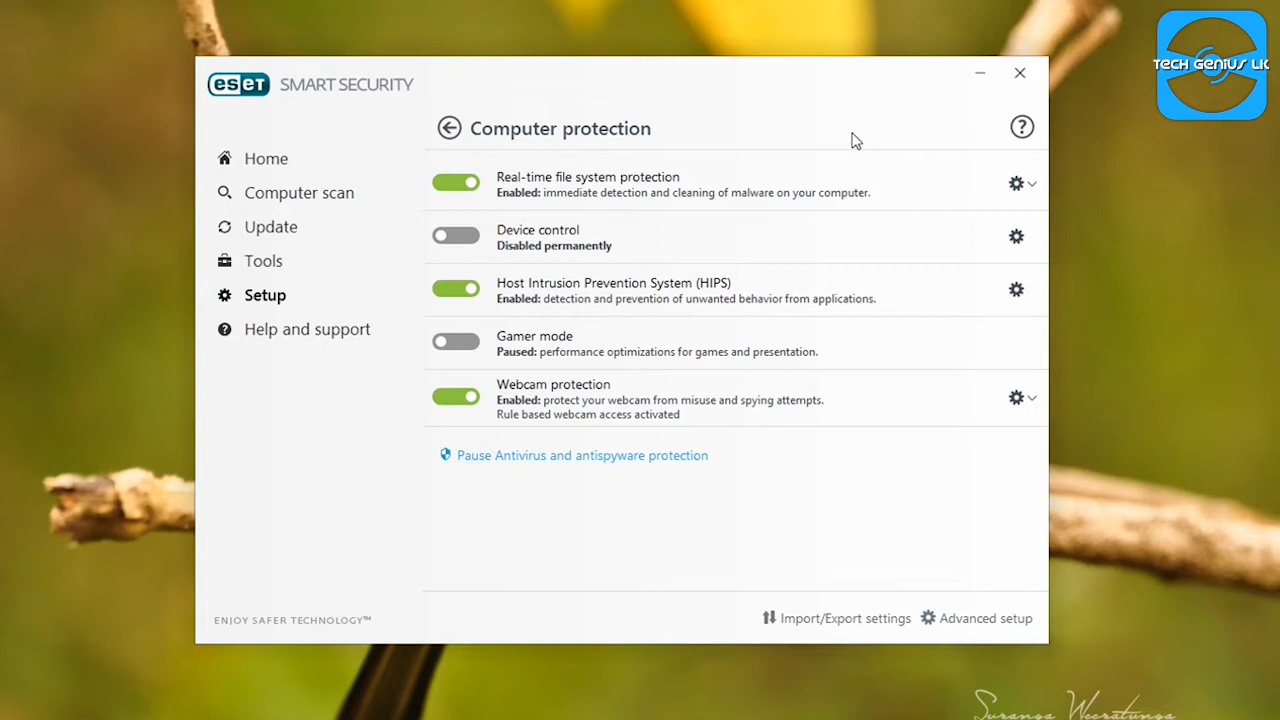 TECH GENIUS LK
eset SMART SECURITY
Computer protection
Home
Computer scan
Update
Tools
Setup
Help and support
Real-time file system protection
Enabled: immediate detection and cleaning of malware on your computer.
Device control
Disabled permanently
Host Intrusion Prevention System (HIPS)
Enabled: detection and prevention of unwanted behavior from applications.
Gamer mode
Paused: performance optimizations for games and presentation.
Webcam protection
Enabled: protect your webcam from misuse and spying attempts.
Rule based webcam access activated
Pause Antivirus and antispyware protection
ENJOY SAFER TECHNOLOGY™
Import/Export settings
Advanced setup
Suranga Weeratunga